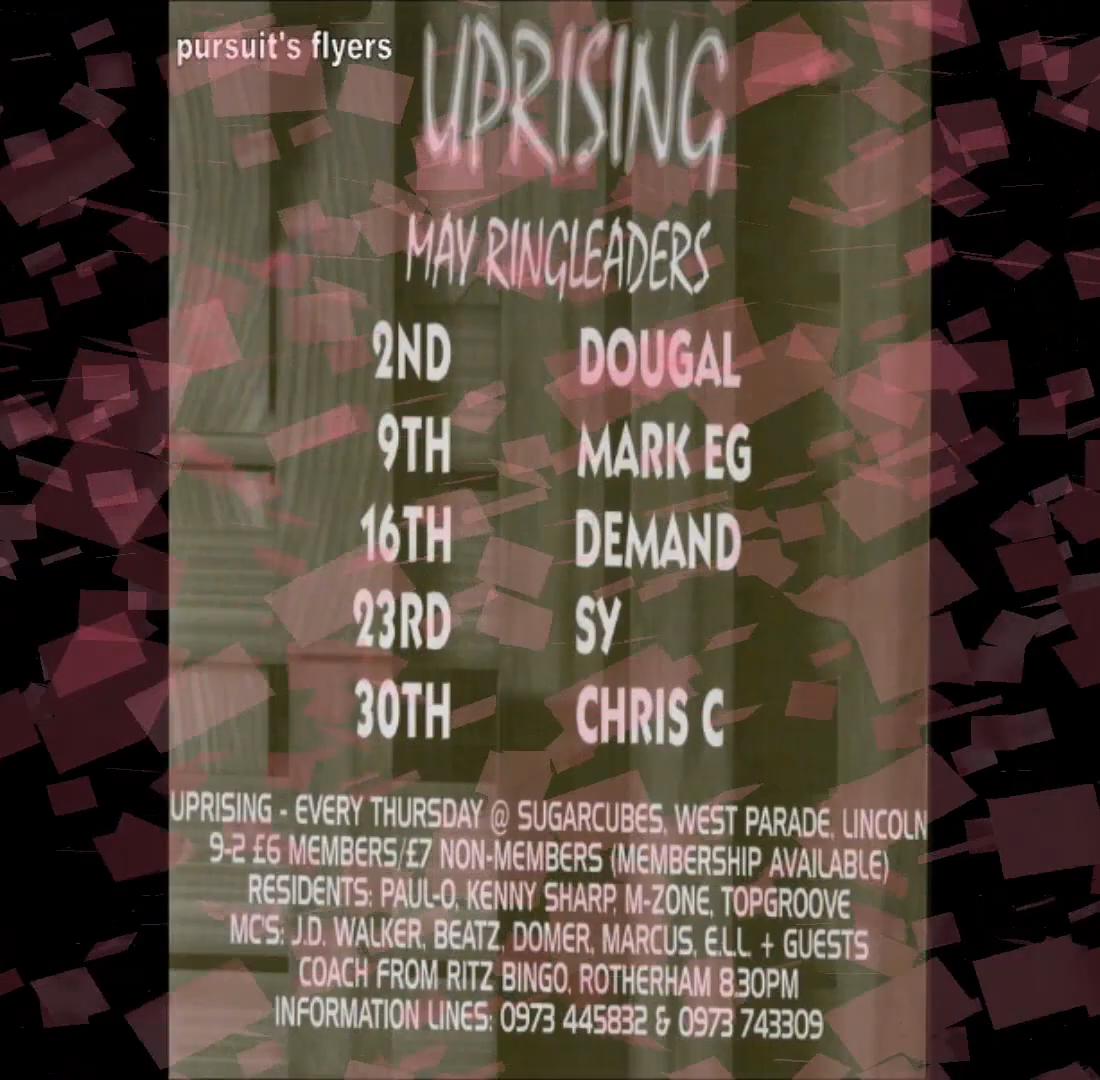 pursuit's flyers
UPRISING
MAY RINGLEADERS
2ND DOUGAL
9TH MARK EG
16TH DEMAND
23RD SY
30TH CHRIS C
UPRISING - EVERY THURSDAY @ SUGARCUBES, WEST PARADE, LINCOLN
9-2 £6 MEMBERS/£7 NON-MEMBERS (MEMBERSHIP AVAILABLE)
RESIDENTS: PAUL-O, KENNY SHARP, M-ZONE, TOPGROOVE
MC'S: J.D. WALKER, BEATZ, DOMER, MARCUS, E.L.L. + GUESTS
COACH FROM RITZ BINGO, ROTHERHAM 8.30PM
INFORMATION LINES: 0973 445832 & 0973 743309